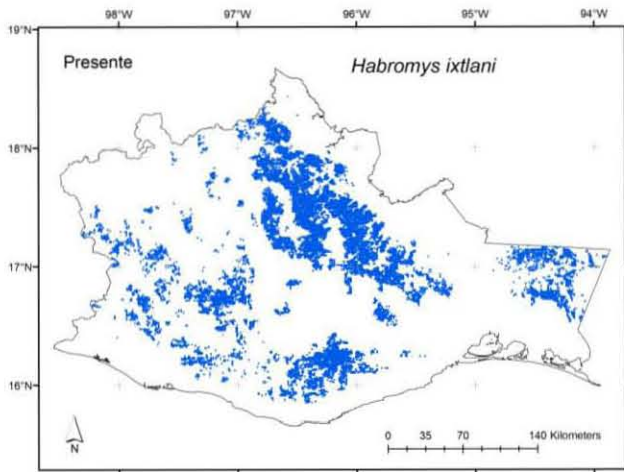 98°W 97°W 96°W 95°W 94°W
19°N
Presente Habromys ixtlani
18°N
17°N
16°N
N
0 35 70 140 Kilometers